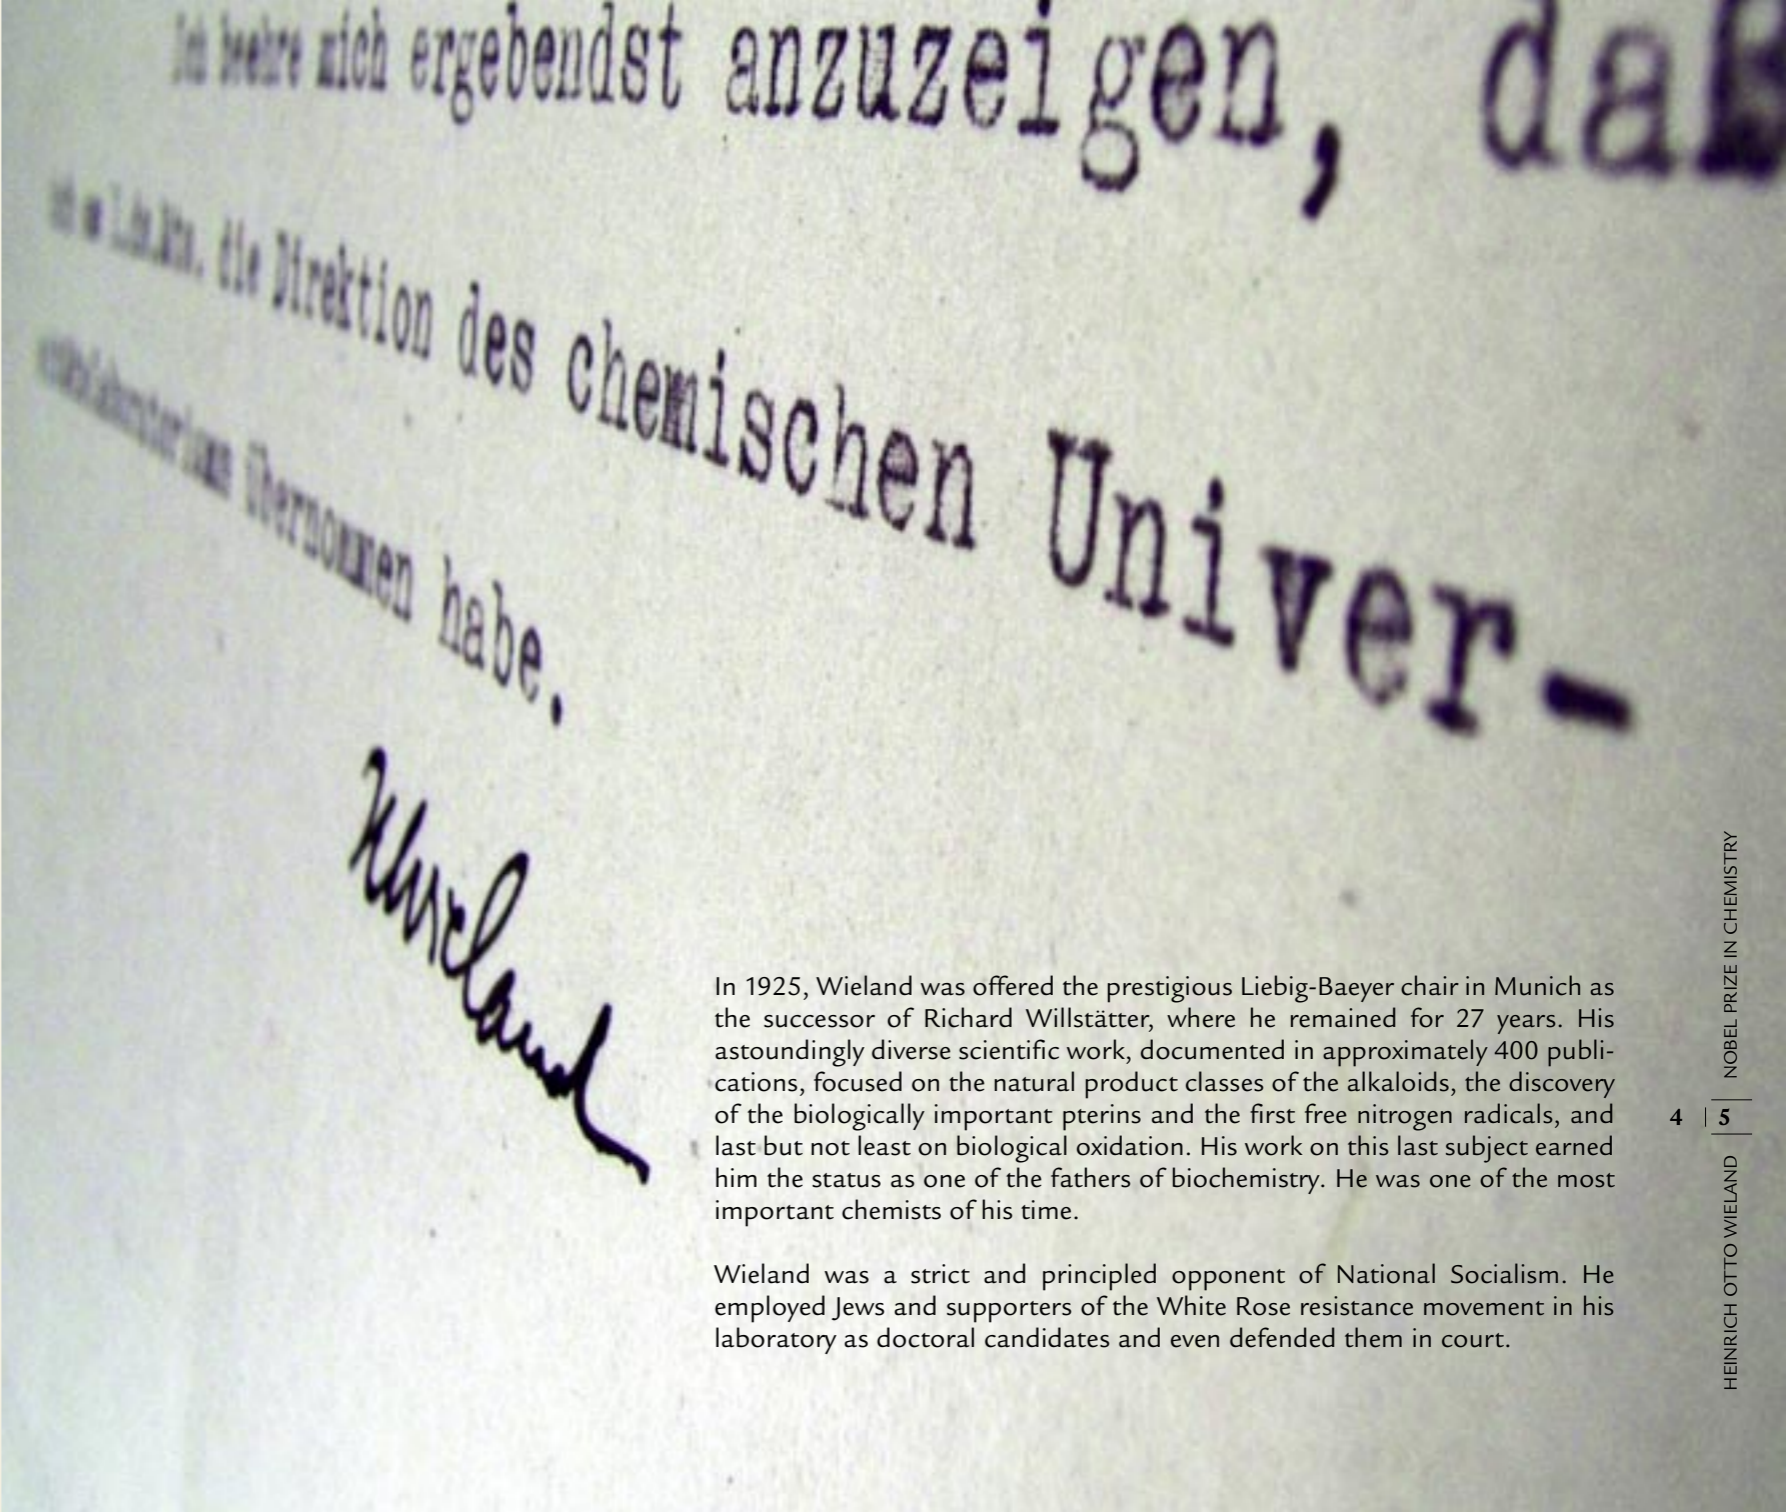 Ich beehre mich ergebendst anzuzeigen, daß
die Direktion des chemischen Univer-
übernommen habe.
Wieland
In 1925, Wieland was offered the prestigious Liebig-Baeyer chair in Munich as
the successor of Richard Willstätter, where he remained for 27 years. His
astoundingly diverse scientific work, documented in approximately 400 publi-
cations, focused on the natural product classes of the alkaloids, the discovery
of the biologically important pterins and the first free nitrogen radicals, and
last but not least on biological oxidation. His work on this last subject earned
him the status as one of the fathers of biochemistry. He was one of the most
important chemists of his time.
Wieland was a strict and principled opponent of National Socialism. He
employed Jews and supporters of the White Rose resistance movement in his
laboratory as doctoral candidates and even defended them in court.
NOBEL PRIZE IN CHEMISTRY
4 | 5
HEINRICH OTTO WIELAND